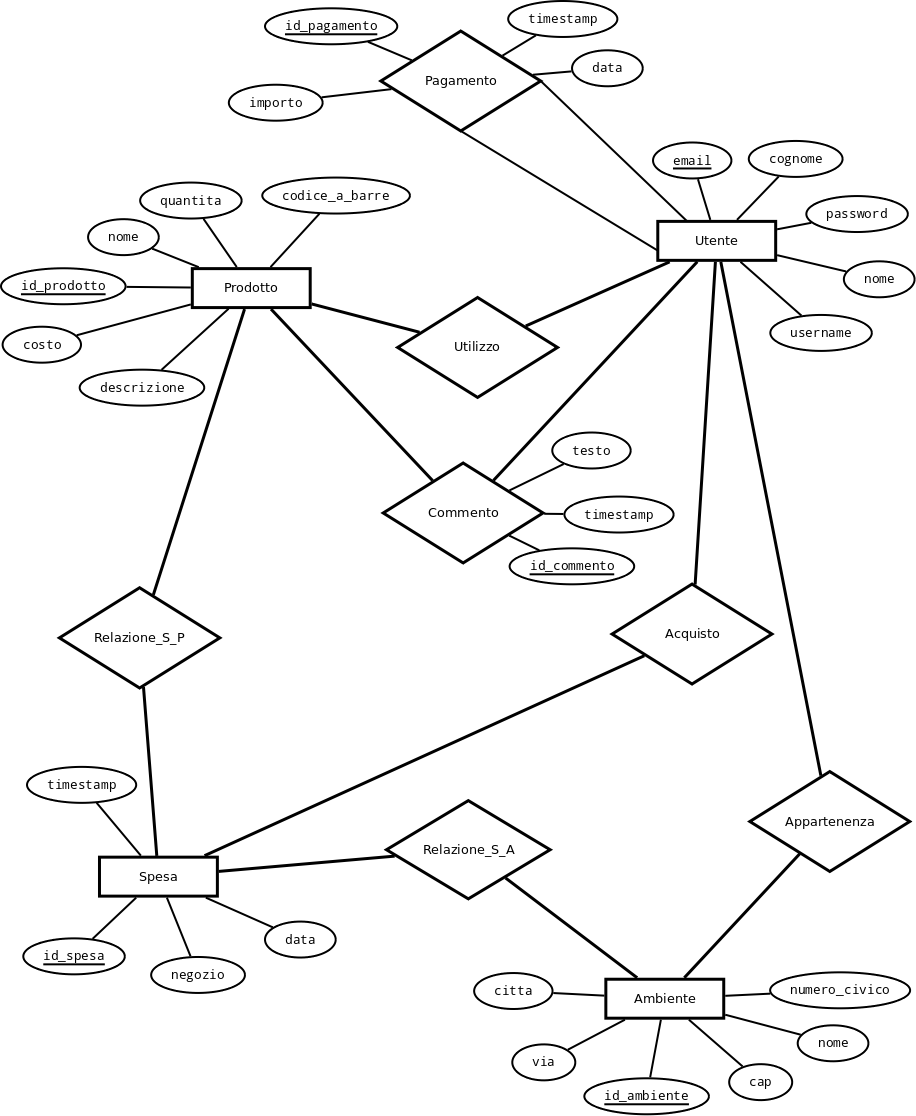 id_pagamento
timestamp
Pagamento
data
importo
email
cognome
quantita
codice_a_barre
password
nome
Utente
id_prodotto
Prodotto
nome
costo
Utilizzo
username
descrizione
testo
Commento
timestamp
id_commento
Relazione_S_P
Acquisto
timestamp
Appartenenza
Relazione_S_A
Spesa
data
id_spesa
negozio
citta
Ambiente
numero_civico
nome
via
cap
id_ambiente